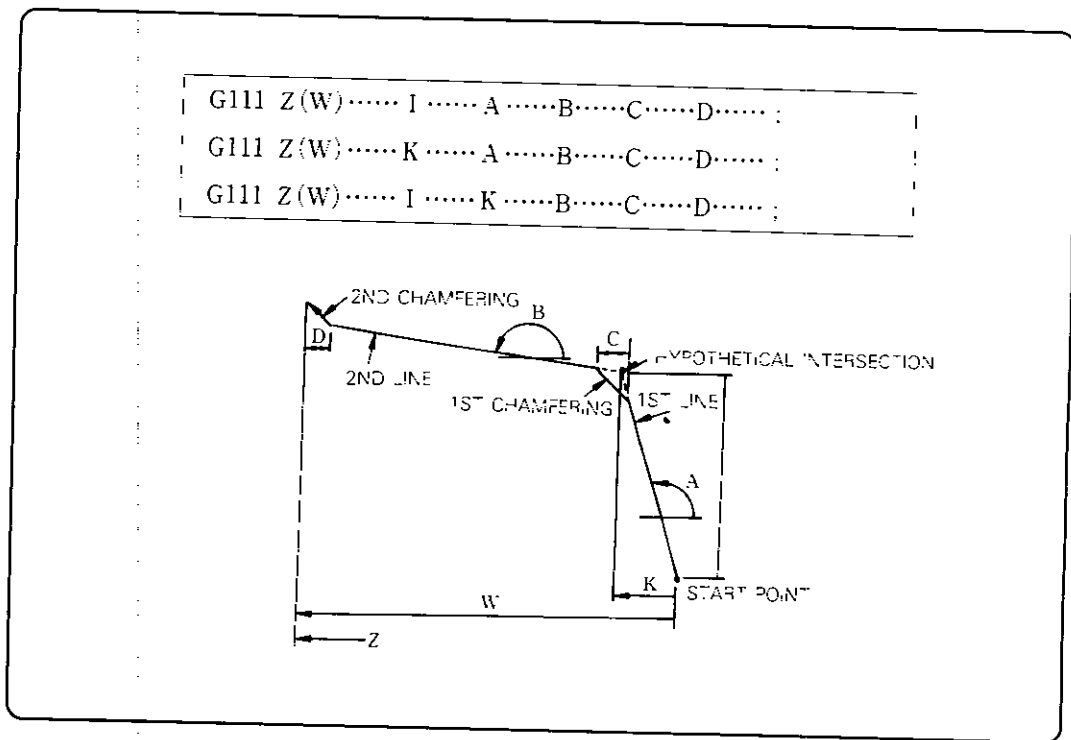 G111 Z(W)…… I …… A ……B……C……D…… ;
G111 Z(W)…… K …… A ……B……C……D…… ;
G111 Z(W)…… I …… K ……B……C……D…… ;
2ND CHAMFERING
B
D
C
HYPOTHETICAL INTERSECTION
2ND LINE
1ST CHAMFERING
1ST LINE
A
K
START POINT
W
Z